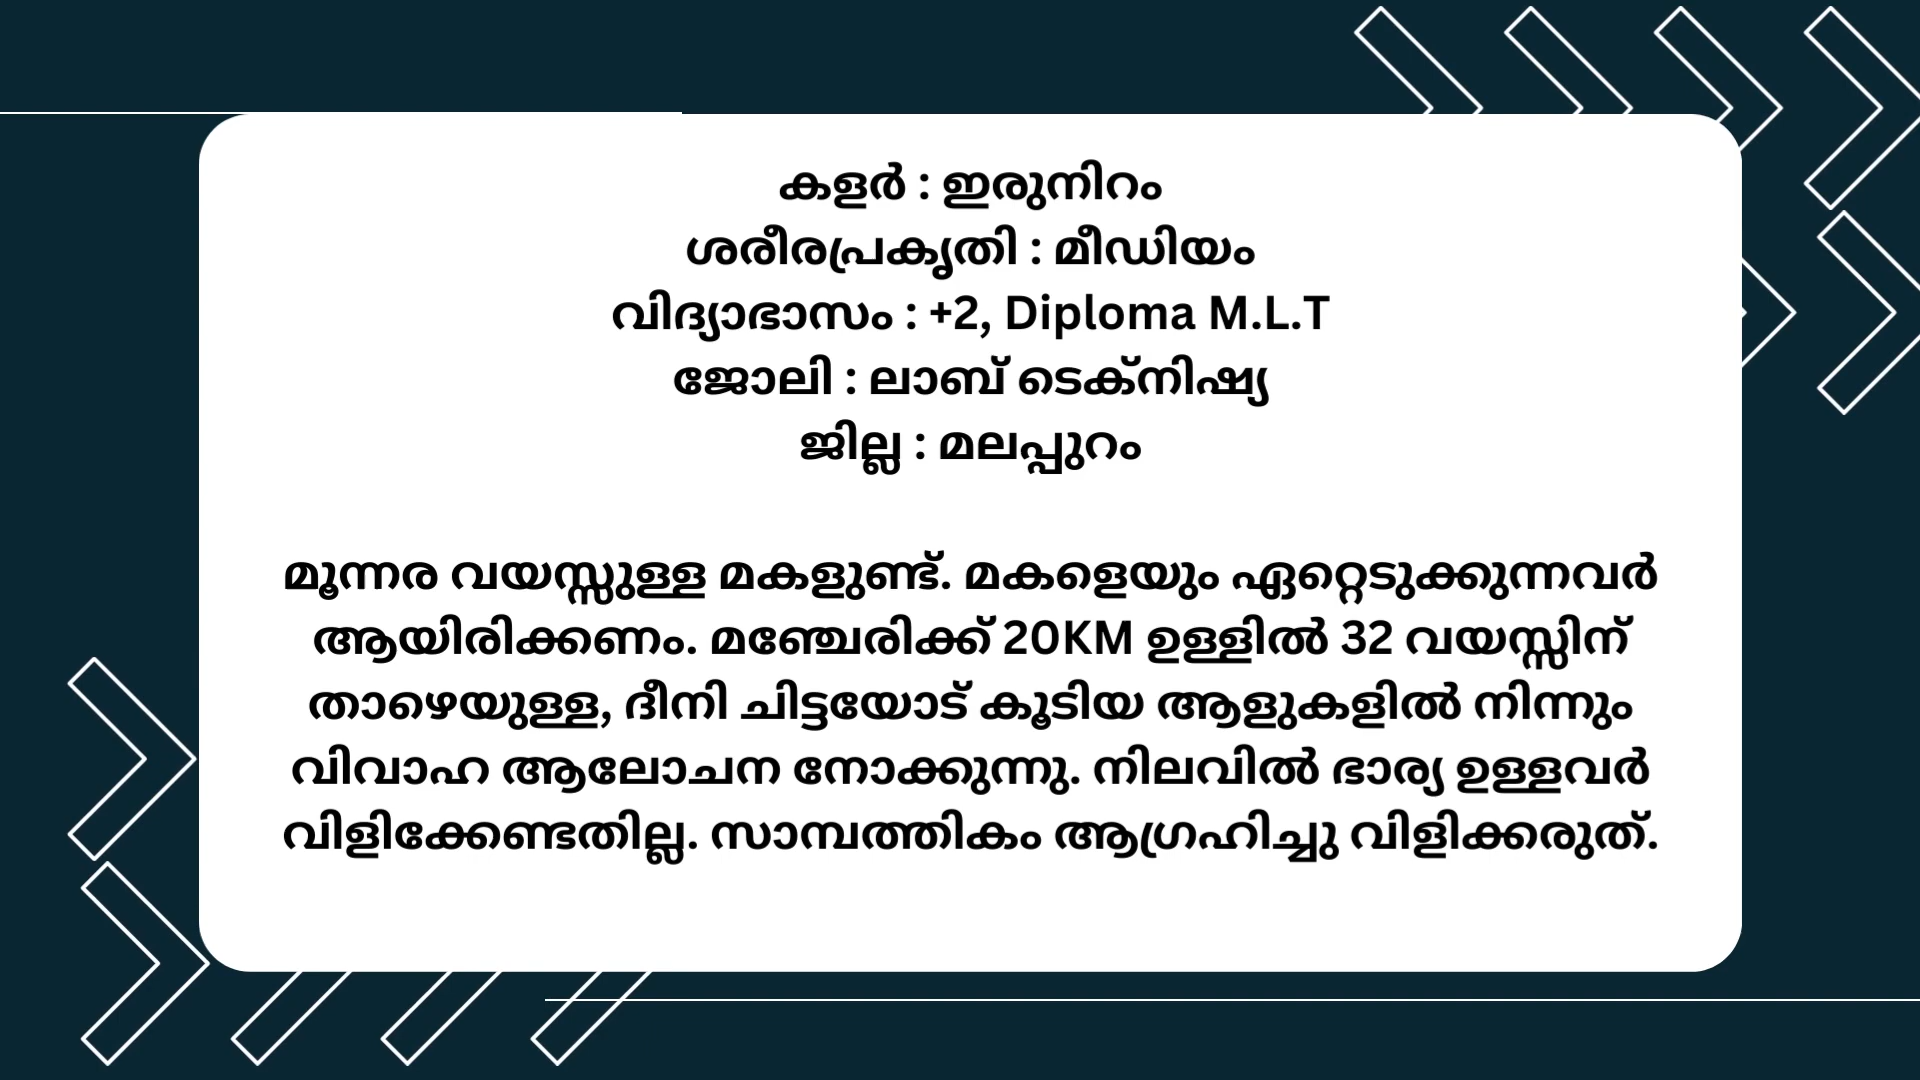 കളർ : ഇരുനിറം
ശരീരപ്രകൃതി : മീഡിയം
വിദ്യാഭാസം : +2, Diploma M.L.T
ജോലി : ലാബ് ടെക്നിഷ്യ
ജില്ല : മലപ്പുറം
മൂന്നര വയസ്സുള്ള മകളുണ്ട്. മകളെയും ഏറ്റെടുക്കുന്നവർ
ആയിരിക്കണം. മഞ്ചേരിക്ക് 20KM ഉള്ളിൽ 32 വയസ്സിന്
താഴെയുള്ള, ദീനി ചിട്ടയോട് കൂടിയ ആളുകളിൽ നിന്നും
വിവാഹ ആലോചന നോക്കുന്നു. നിലവിൽ ഭാര്യ ഉള്ളവർ
വിളിക്കേണ്ടതില്ല. സാമ്പത്തികം ആഗ്രഹിച്ചു വിളിക്കരുത്.